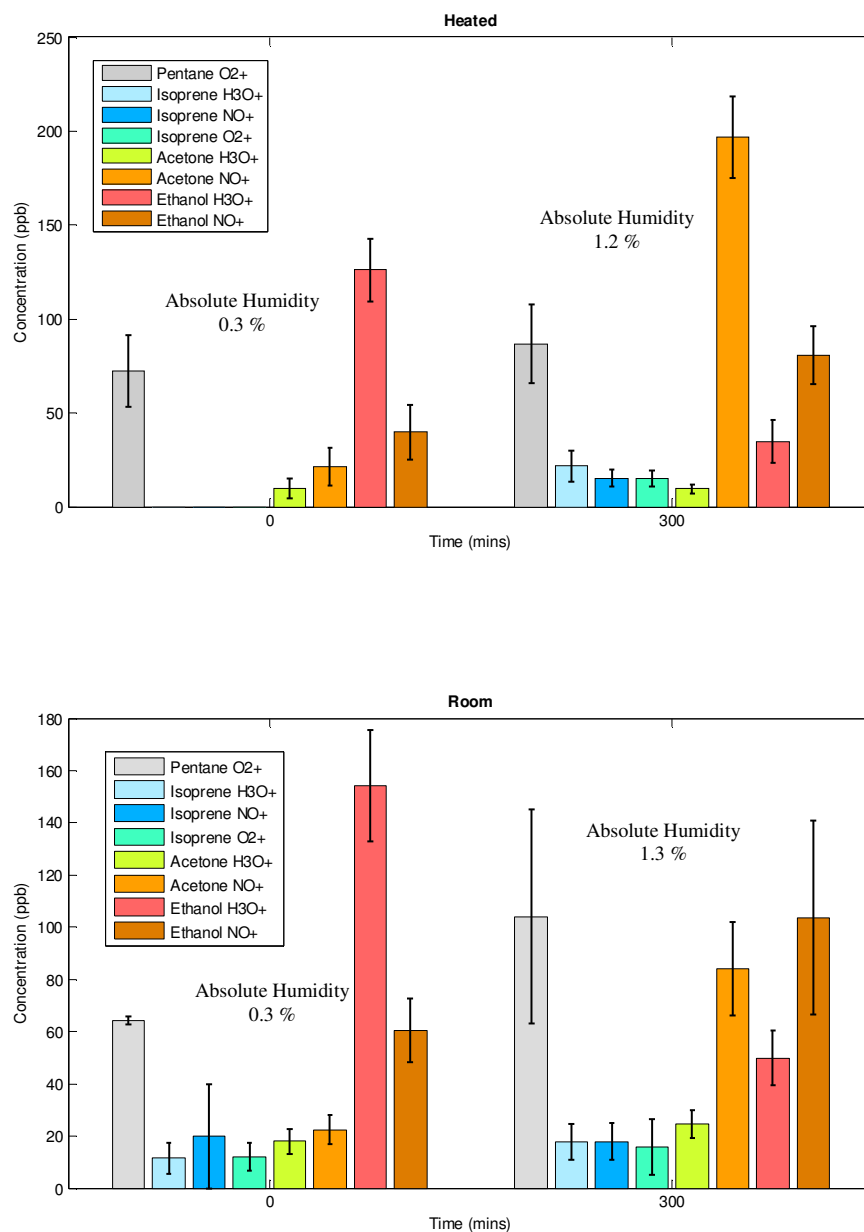 Heated
250
200
150
100
50
0
Concentration (ppb)
Pentane O2+
Isoprene H3O+
Isoprene NO+
Isoprene O2+
Acetone H3O+
Acetone NO+
Ethanol H3O+
Ethanol NO+
Absolute Humidity
0.3 %
Absolute Humidity
1.2 %
0
300
Time (mins)
Room
180
160
140
120
100
80
60
40
20
0
Concentration (ppb)
Pentane O2+
Isoprene H3O+
Isoprene NO+
Isoprene O2+
Acetone H3O+
Acetone NO+
Ethanol H3O+
Ethanol NO+
Absolute Humidity
0.3 %
Absolute Humidity
1.3 %
0
300
Time (mins)